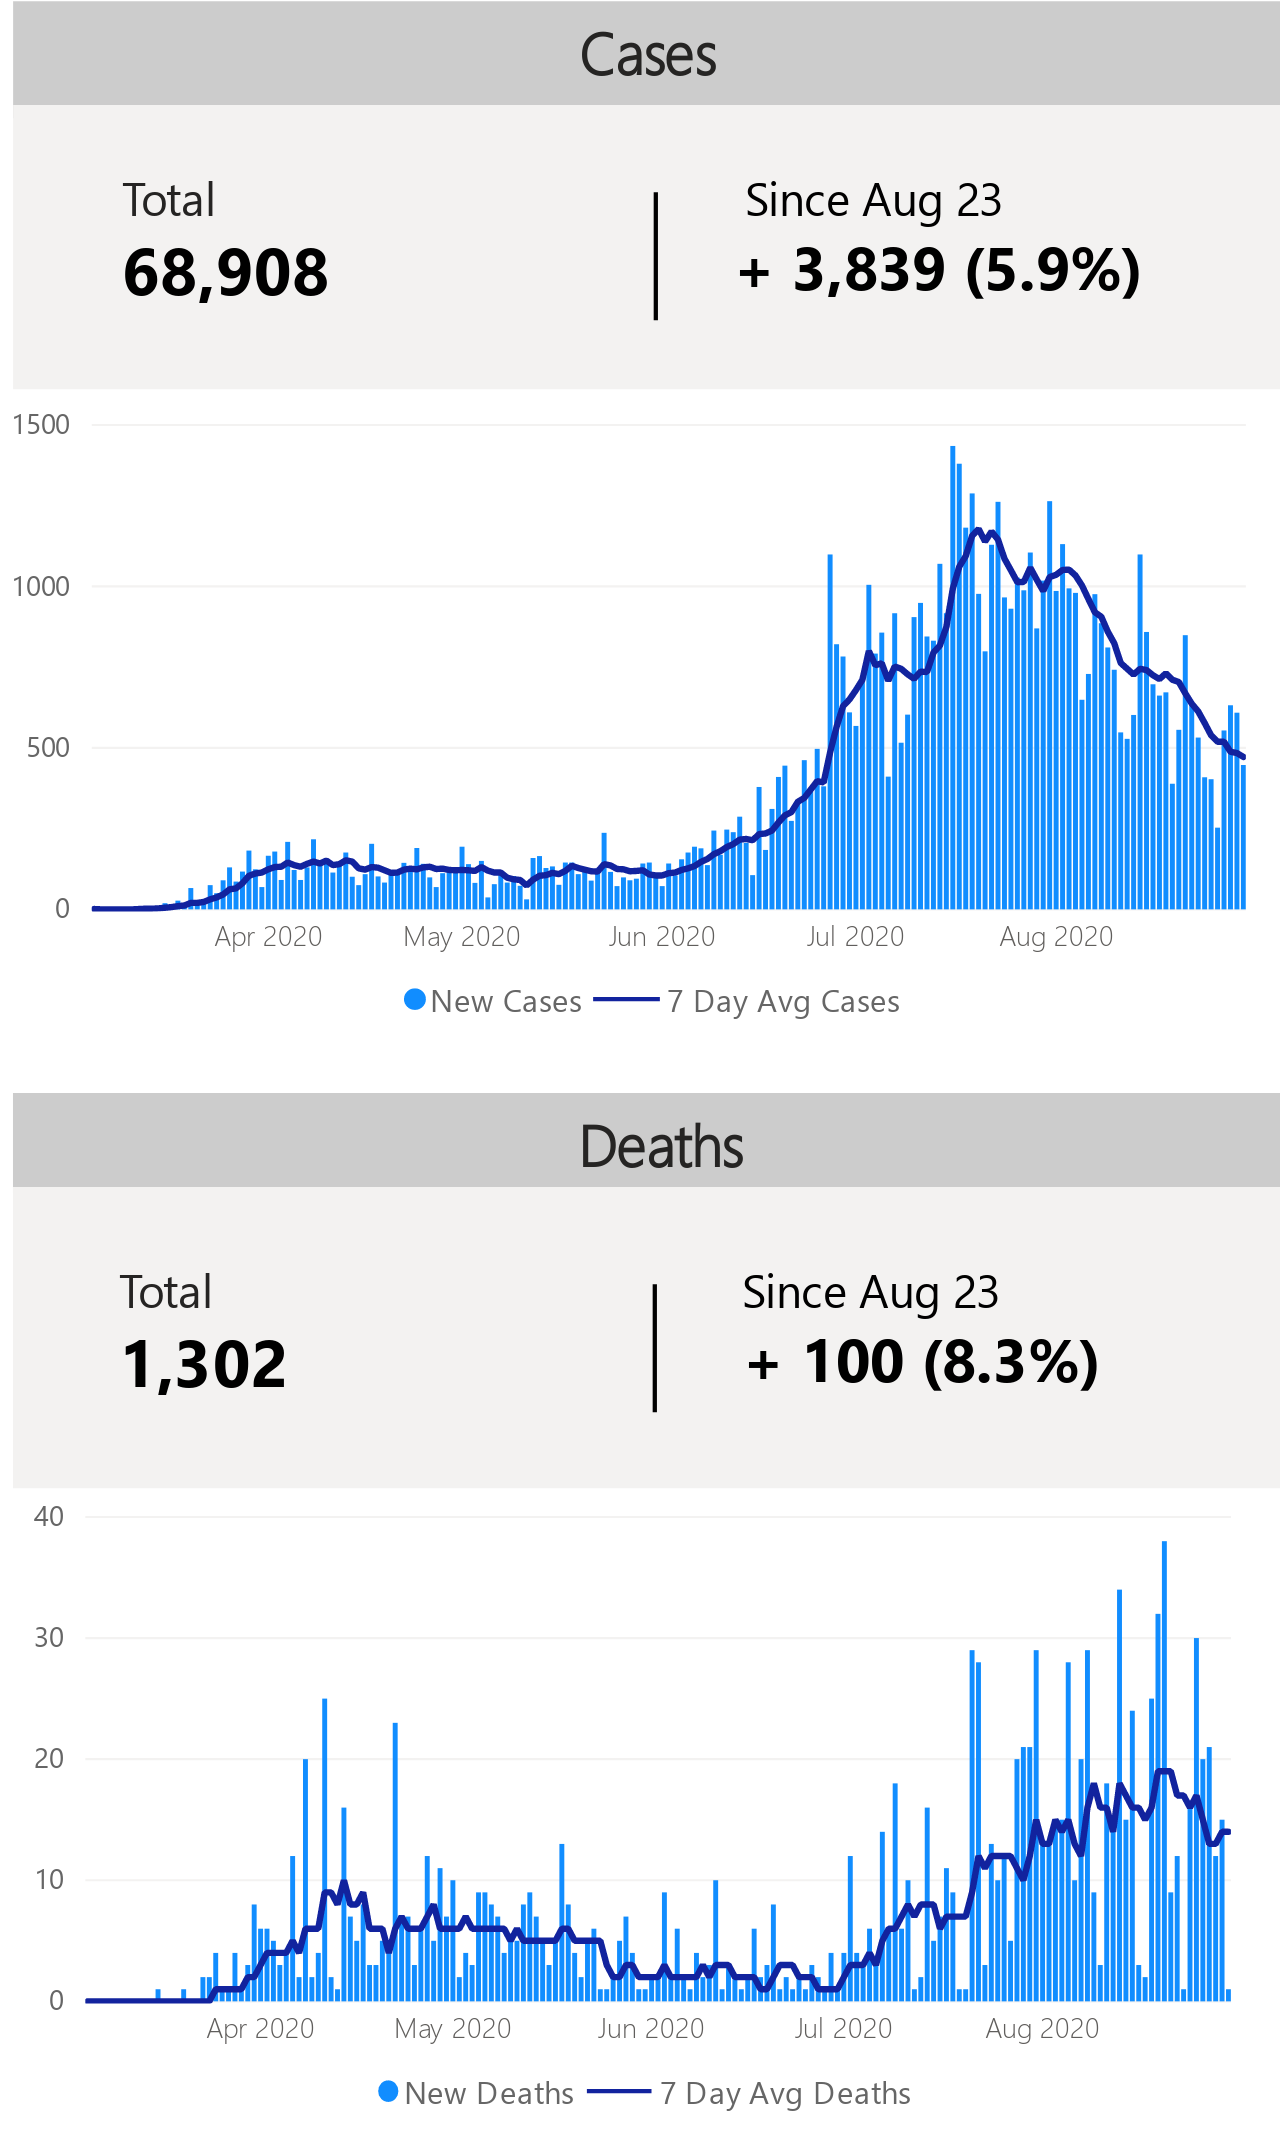 Cases
Total
Since Aug 23
68,908
+ 3,839 (5.9%)
1500
1000
500
0
Apr 2020
May 2020
Jun 2020
Jul 2020
Aug 2020
New Cases
7 Day Avg Cases
Deaths
Total
Since Aug 23
1,302
+ 100 (8.3%)
40
30
20
10
0
Apr 2020
May 2020
Jun 2020
Jul 2020
Aug 2020
New Deaths
7 Day Avg Deaths